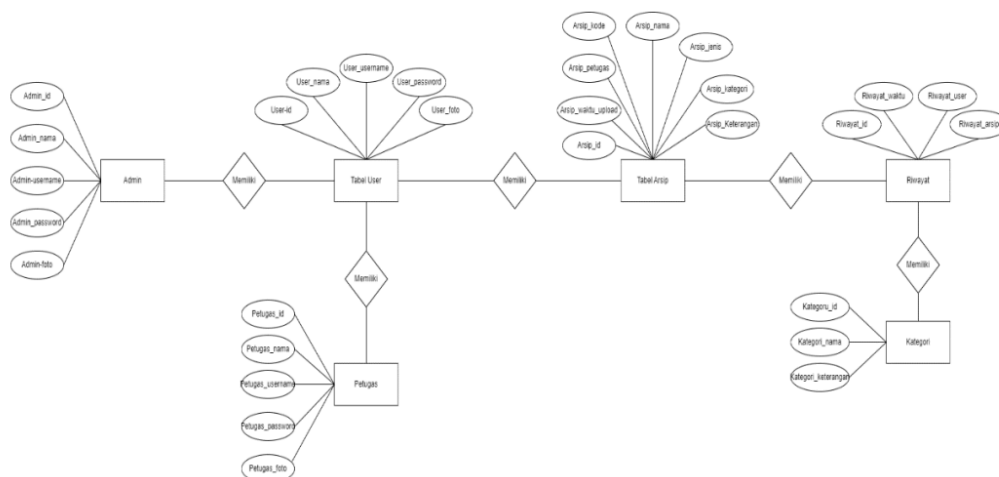 Admin_id
Admin_nama
Admin-username
Admin_password
Admin-foto
Admin
Memiliki
User-id
User_nama
User_username
User_password
User_foto
Tabel User
Memiliki
Petugas_id
Petugas_nama
Petugas_username
Petugas_password
Petugas_foto
Petugas
Memiliki
Arsip_kode
Arsip_nama
Arsip_jenis
Arsip_petugas
Arsip_kategori
Arsip_waktu_upload
Arsip_Keterangan
Arsip_id
Tabel Arsip
Memiliki
Riwayat_waktu
Riwayat_user
Riwayat_id
Riwayat_arsip
Riwayat
Memiliki
Kategoru_id
Kategori_nama
Kategori_keterangan
Kategori